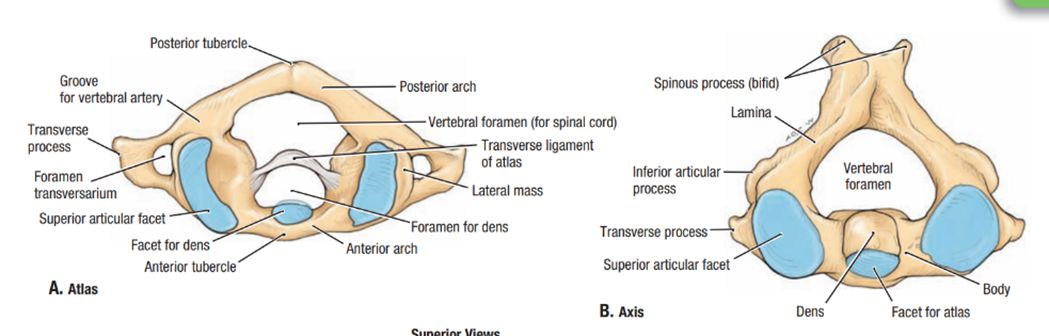 Posterior tubercle
Groove
for vertebral artery
Posterior arch
Vertebral foramen (for spinal cord)
Transverse
process
Transverse ligament
of atlas
Foramen
transversarium
Lateral mass
Superior articular facet
Foramen for dens
Facet for dens
Anterior arch
Anterior tubercle
A. Atlas
Spinous process (bifid)
Lamina
Inferior articular
process
Vertebral
foramen
Transverse process
Superior articular facet
Body
Dens
Facet for atlas
B. Axis
Superior Views